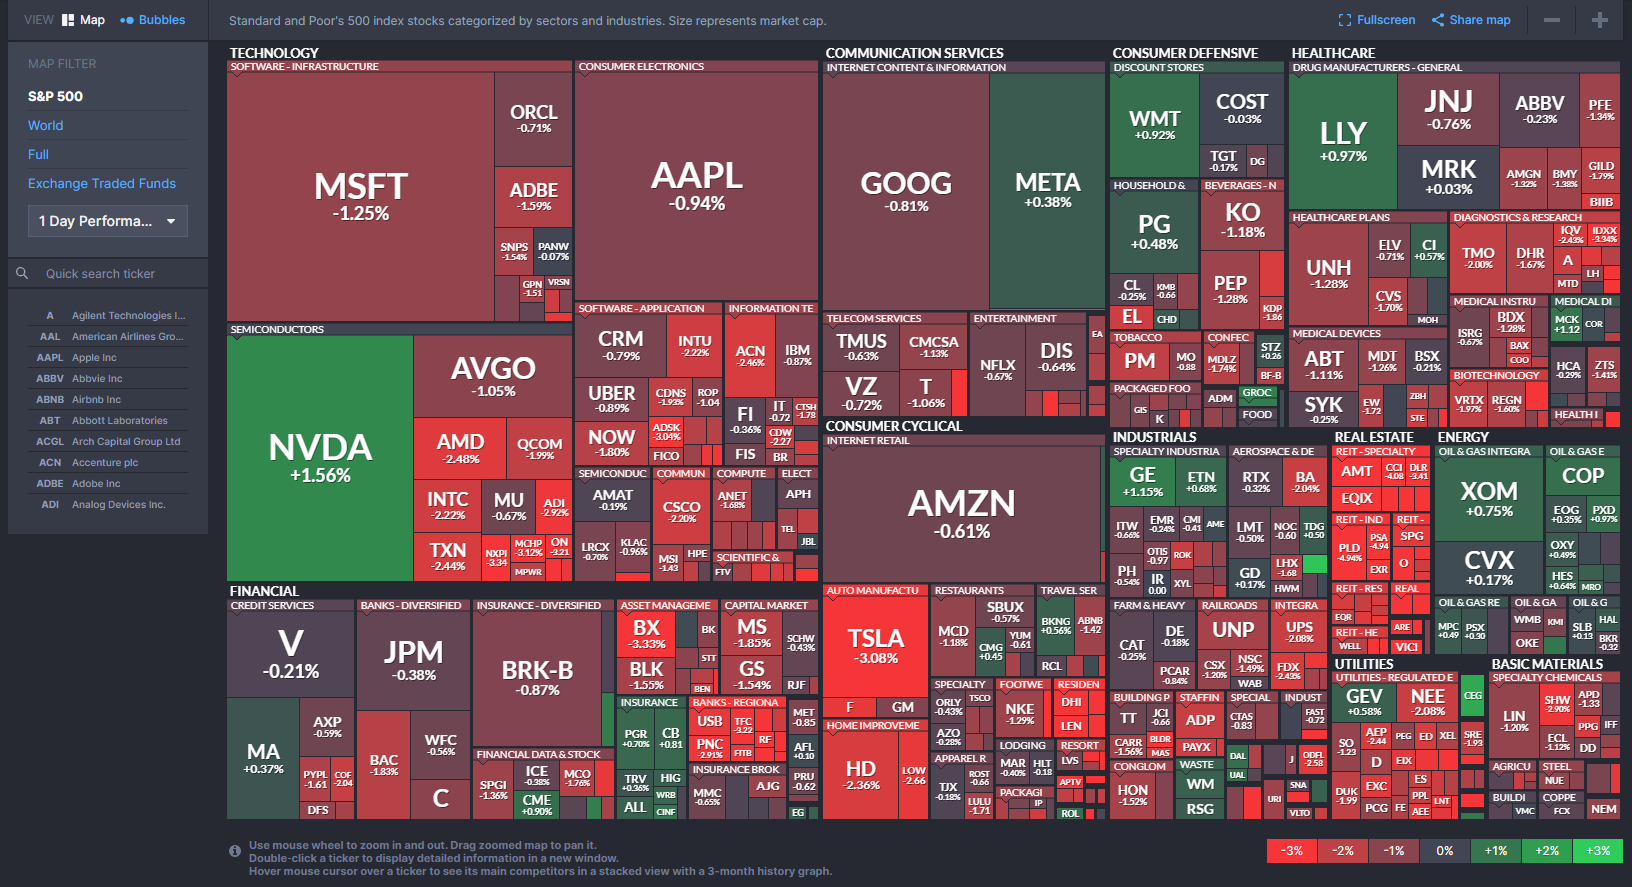 VIEW Map Bubbles
Standard and Poor's 500 index stocks categorized by sectors and industries. Size represents market cap.
Fullscreen Share map
MAP FILTER
S&P 500
World
Full
Exchange Traded Funds
1 Day Performa...
Quick search ticker
A Agilent Technologies I...
AAL American Airlines Gro...
AAPL Apple Inc
ABBV Abbvie Inc
ABNB Airbnb Inc
ABT Abbott Laboratories
ACGL Arch Capital Group Ltd
ACN Accenture plc
ADBE Adobe Inc
ADI Analog Devices Inc.
TECHNOLOGY
SOFTWARE - INFRASTRUCTURE
MSFT
-1.25%
ORCL
-0.71%
ADBE
-1.59%
SNPS
-1.54%
PANW
-0.07%
GPN
-1.51
VRSN
CONSUMER ELECTRONICS
AAPL
-0.94%
SEMICONDUCTORS
NVDA
+1.56%
AVGO
-1.05%
AMD
-2.48%
QCOM
-1.99%
INTC
-2.22%
MU
-0.67%
ADI
-2.92%
TXN
-2.44%
NXPI
-3.34
MCHP
-3.12%
ON
-3.21
MPWR
SOFTWARE - APPLICATION
CRM
-0.79%
INTU
-2.22%
UBER
-0.89%
CDNS
-1.93%
ROP
-1.04
NOW
-1.80%
ADSK
-3.04%
FICO
INFORMATION TE
ACN
-2.46%
IBM
-0.87%
FI
-0.36%
IT
-0.72
CTSH
-1.78
CDW
-2.27
FIS
BR
SEMICONDUC
AMAT
-0.19%
LRCX
-0.70%
KLAC
-0.96%
COMMUN
CSCO
-2.20%
MSI
-1.43
HPE
COMPUTE
ANET
-1.68%
ELECT
APH
TEL
JBL
SCIENTIFIC &
FTV
COMMUNICATION SERVICES
INTERNET CONTENT & INFORMATION
GOOG
-0.81%
META
+0.38%
TELECOM SERVICES
TMUS
-0.63%
CMCSA
-1.13%
VZ
-0.72%
T
-1.06%
ENTERTAINMENT
NFLX
-0.67%
DIS
-0.64%
EA
CONSUMER CYCLICAL
INTERNET RETAIL
AMZN
-0.61%
AUTO MANUFACTU
TSLA
-3.08%
F
GM
HOME IMPROVEME
HD
-2.36%
LOW
-2.66
RESTAURANTS
MCD
-1.18%
SBUX
-0.57%
CMG
+0.45
YUM
-0.61
TRAVEL SER
BKNG
+0.56%
ABNB
-1.42
RCL
SPECIALTY
ORLY
-0.43%
TSCO
AZO
-0.28%
FOOTWE
NKE
-1.29%
RESIDEN
DHI
LEN
APPAREL R
TJX
-0.18%
ROST
-0.66
LULU
-1.71
LODGING
MAR
-0.40%
HLT
-0.18
RESORT
LVS
APTV
PACKAGI
IP
ROL
CONSUMER DEFENSIVE
DISCOUNT STORES
WMT
+0.92%
COST
-0.03%
TGT
-0.17%
DG
HOUSEHOLD &
PG
+0.48%
CL
-0.25%
KMB
-0.66
EL
CHD
BEVERAGES - N
KO
-1.18%
PEP
-1.28%
KDP
-1.86
TOBACCO
PM
MO
-0.88
CONFEC
MDLZ
-1.74%
STZ
+0.26
BF-B
PACKAGED FOO
GIS
K
ADM
GROC
FOOD
HEALTHCARE
DRUG MANUFACTURERS - GENERAL
LLY
+0.97%
JNJ
-0.76%
ABBV
-0.23%
PFE
-1.34%
MRK
+0.03%
AMGN
-1.32%
BMY
-1.38%
GILD
-1.79%
BIIB
HEALTHCARE PLANS
UNH
-1.28%
ELV
-0.71%
CI
+0.57%
CVS
-1.70%
MOH
DIAGNOSTICS & RESEARCH
TMO
-2.00%
DHR
-1.67%
IQV
-2.43%
IDXX
-3.34%
A
LH
MTD
MEDICAL DEVICES
ABT
-1.11%
MDT
-1.26%
BSX
-0.21%
SYK
-0.25%
EW
-1.72
ZBH
STE
MEDICAL INSTRU
ISRG
-0.67%
BDX
-1.28%
BAX
COO
MEDICAL DI
MCK
+1.12
COR
BIOTECHNOLOGY
VRTX
-1.97%
REGN
-1.60%
HCA
-0.29%
ZTS
-1.41%
HEALTH I
FINANCIAL
CREDIT SERVICES
V
-0.21%
MA
+0.37%
AXP
-0.59%
PYPL
-1.61
COF
-2.04
DFS
BANKS - DIVERSIFIED
JPM
-0.38%
BAC
-1.83%
WFC
-0.56%
C
INSURANCE - DIVERSIFIED
BRK-B
-0.87%
FINANCIAL DATA & STOCK
SPGI
-1.36%
ICE
-0.38%
MCO
-1.76%
CME
+0.90%
ASSET MANAGEME
BX
-3.33%
BK
BLK
-1.55%
STT
BEN
CAPITAL MARKET
MS
-1.85%
SCHW
-0.43%
GS
-1.54%
RJF
INSURANCE
PGR
+0.70%
CB
+0.81
TRV
+0.36%
HIG
WRB
ALL
CINF
BANKS - REGIONA
USB
TFC
-3.22
PNC
-2.91%
RF
FITB
MET
-0.85
AFL
+0.10
PRU
-0.62
INSURANCE BROK
MMC
-0.65%
AJG
EG
INDUSTRIALS
SPECIALTY INDUSTRIA
GE
+1.15%
ETN
+0.68%
ITW
-0.66%
EMR
-0.24%
CMI
-0.41
AME
PH
-0.54%
OTIS
-0.97
ROK
IR
0.00
XYL
AEROSPACE & DE
RTX
-0.32%
BA
-2.04%
LMT
-0.50%
NOC
-0.60
TDG
+0.50
GD
+0.17%
LHX
-1.68
HWM
FARM & HEAVY
CAT
-0.25%
DE
-0.18%
PCAR
-0.84%
RAILROADS
UNP
CSX
-1.20%
NSC
-1.49%
WAB
INTEGRA
UPS
-2.08%
FDX
-2.43%
BUILDING P
TT
JCI
-0.66
CARR
-1.56%
BLDR
MAS
STAFFIN
ADP
PAYX
SPECIAL
CTAS
-0.83
INDUST
FAST
-0.72
CONGLOM
HON
-1.52%
WASTE
WM
RSG
DAL
UAL
J
ODFL
-2.58
URI
SNA
VLTO
REAL ESTATE
REIT - SPECIALTY
AMT
CCI
-4.08
DLR
-3.41
EQIX
REIT - IND
PLD
-4.94%
PSA
-4.94
EXR
REIT -
SPG
O
REIT - RES
EQR
REAL
ARE
REIT - HE
WELL
VICI
ENERGY
OIL & GAS INTEGRA
XOM
+0.75%
CVX
+0.17%
OIL & GAS E
COP
EOG
+0.35%
PXD
+0.97%
OXY
+0.49%
HES
+0.64%
MRO
OIL & GAS RE
MPC
+0.49
PSX
+0.30
OIL & GA
WMB
KMI
OKE
OIL & G
SLB
+0.13
HAL
BKR
-0.32
UTILITIES
UTILITIES - REGULATED E
GEV
+0.58%
NEE
-2.08%
SO
-1.23
AEP
-2.44
PEG
ED
XEL
D
EIX
DUK
-1.99
EXC
ES
PPL
LNT
PCG
FE
AEE
CEG
SRE
-1.93
BASIC MATERIALS
SPECIALTY CHEMICALS
LIN
-1.20%
SHW
-2.90%
APD
-1.33
ECL
-1.12%
PPG
IFF
DD
AGRICU
STEEL
NUE
BUILDI
VMC
COPPE
FCX
NEM
Use mouse wheel to zoom in and out. Drag zoomed map to pan it.
Double-click a ticker to display detailed information in a new window.
Hover mouse cursor over a ticker to see its main competitors in a stacked view with a 3-month history graph.
-3% -2% -1% 0% +1% +2% +3%